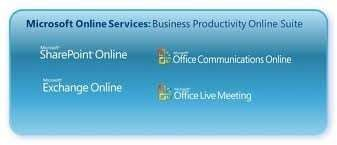 Microsoft Online Services: Business Productivity Online Suite
Microsoft
SharePoint Online
Microsoft
Office Communications Online
Microsoft
Exchange Online
Microsoft
Office Live Meeting